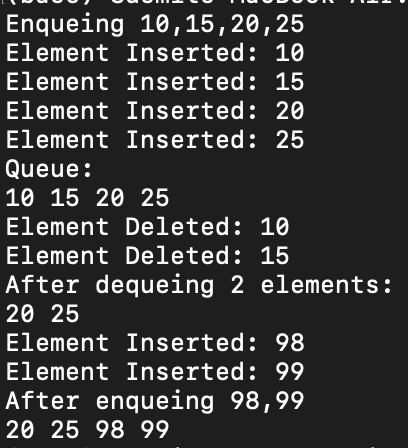 Enqueing 10,15,20,25
Element Inserted: 10
Element Inserted: 15
Element Inserted: 20
Element Inserted: 25
Queue:
10 15 20 25
Element Deleted: 10
Element Deleted: 15
After dequeing 2 elements:
20 25
Element Inserted: 98
Element Inserted: 99
After enqueing 98,99
20 25 98 99